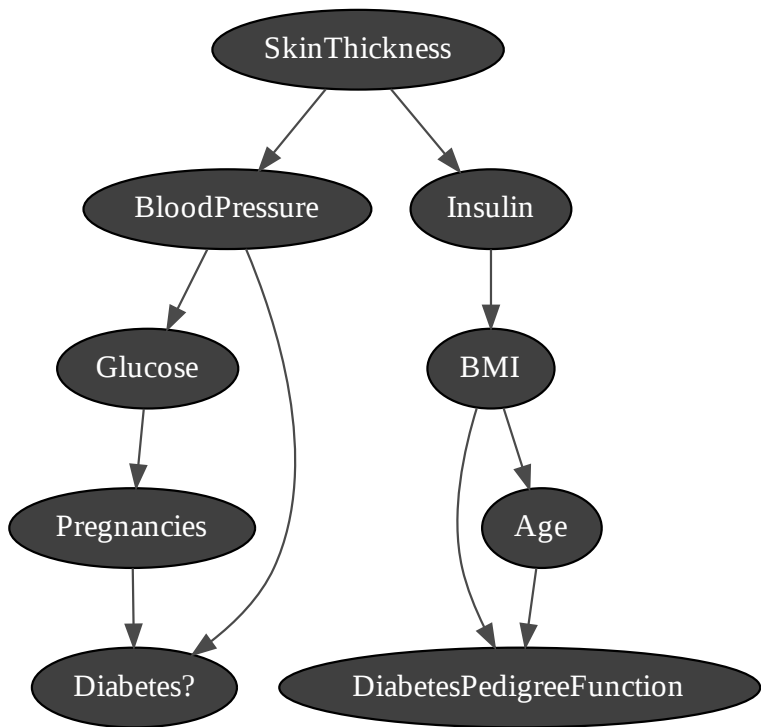 SkinThickness
BloodPressure
Insulin
Glucose
BMI
Pregnancies
Age
Diabetes?
DiabetesPedigreeFunction